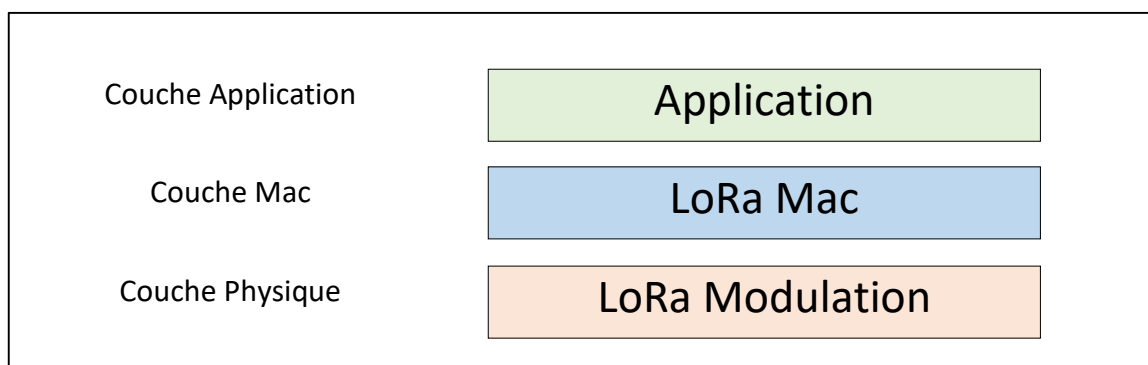 Couche Application
Application
Couche Mac
LoRa Mac
Couche Physique
LoRa Modulation